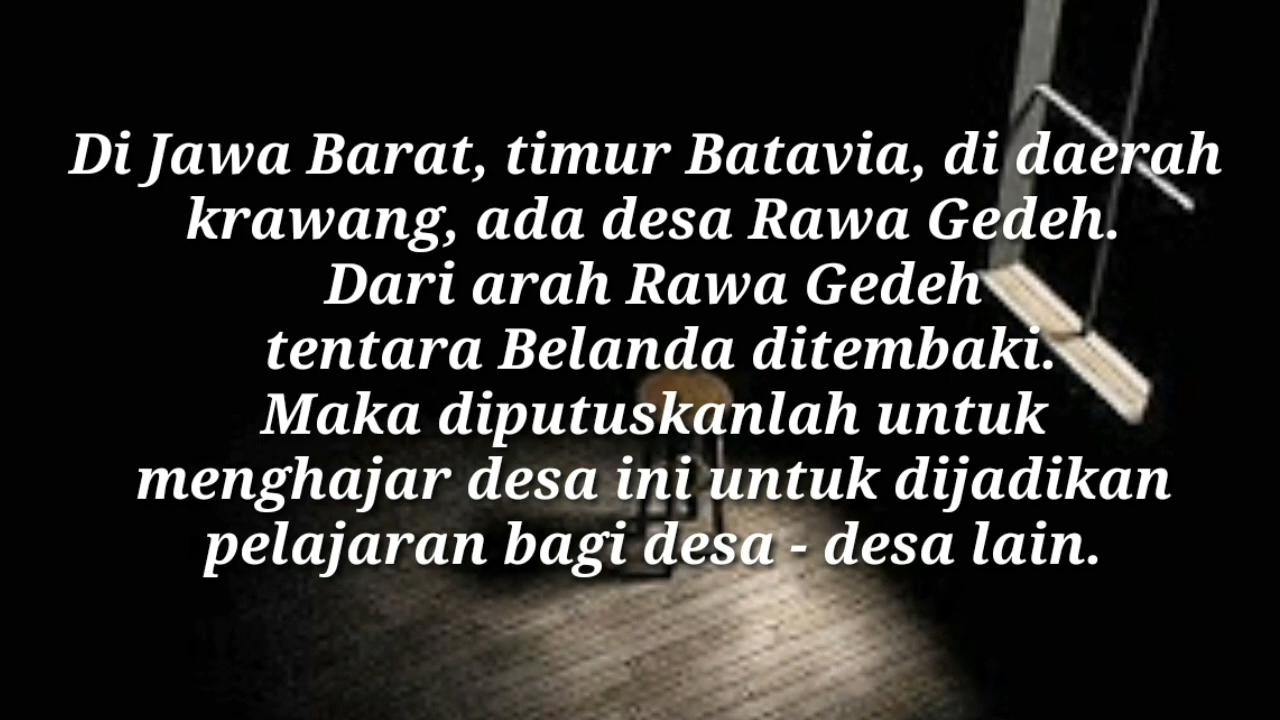 Di Jawa Barat, timur Batavia, di daerah
krawang, ada desa Rawa Gedeh.
Dari arah Rawa Gedeh
tentara Belanda ditembaki.
Maka diputuskanlah untuk
menghajar desa ini untuk dijadikan
pelajaran bagi desa - desa lain.